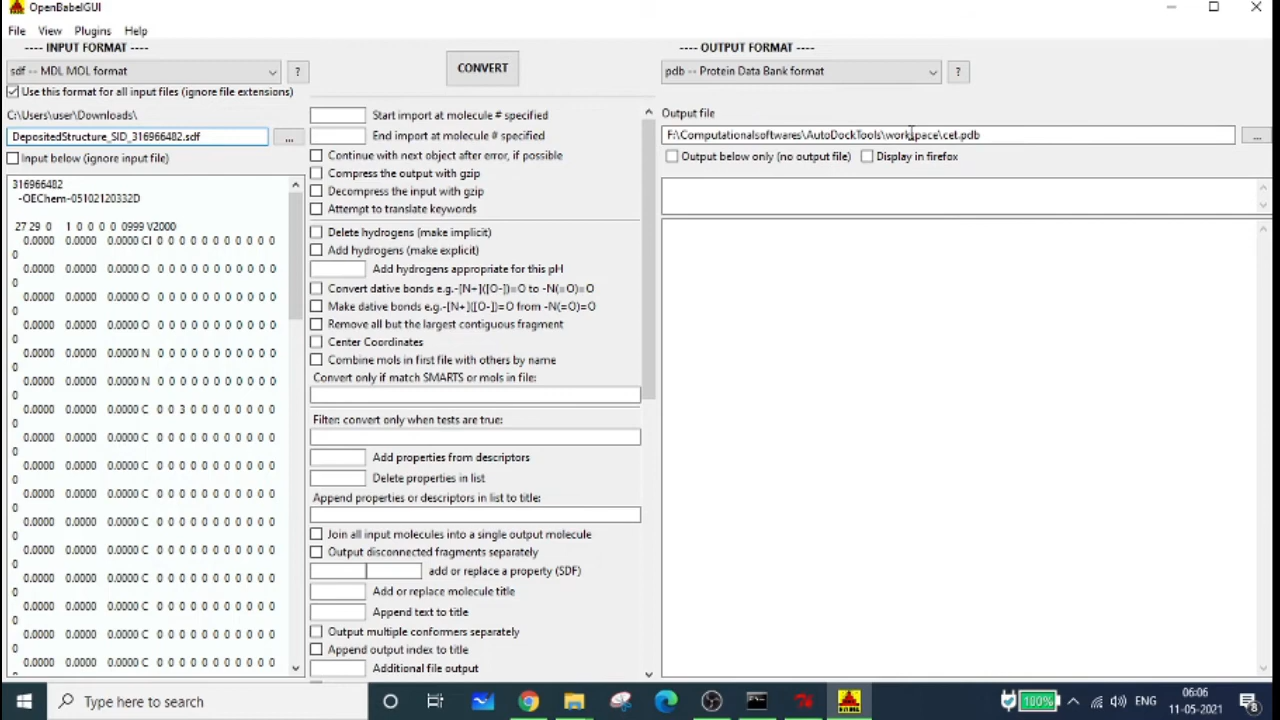 OpenBabelGUI
File View Plugins Help
---- INPUT FORMAT ----
sdf -- MDL MOL format
?
Use this format for all input files (ignore file extensions)
C:\Users\user\Downloads\
DepositedStructure_SID_316966482.sdf
...
Input below (ignore input file)
316966482
-OEChem-05102120332D
27 29 0 1 0 0 0 0 0999 V2000
0.0000 0.0000 0.0000 Cl 0 0 0 0 0 0 0 0 0 0 0
0
0.0000 0.0000 0.0000 O 0 0 0 0 0 0 0 0 0 0 0
0
0.0000 0.0000 0.0000 O 0 0 0 0 0 0 0 0 0 0 0
0
0.0000 0.0000 0.0000 O 0 0 0 0 0 0 0 0 0 0 0
0
0.0000 0.0000 0.0000 N 0 0 0 0 0 0 0 0 0 0 0
0
0.0000 0.0000 0.0000 N 0 0 0 0 0 0 0 0 0 0 0
0
0.0000 0.0000 0.0000 C 0 0 3 0 0 0 0 0 0 0 0
0
0.0000 0.0000 0.0000 C 0 0 0 0 0 0 0 0 0 0 0
0
0.0000 0.0000 0.0000 C 0 0 0 0 0 0 0 0 0 0 0
0
0.0000 0.0000 0.0000 C 0 0 0 0 0 0 0 0 0 0 0
0
0.0000 0.0000 0.0000 C 0 0 0 0 0 0 0 0 0 0 0
0
0.0000 0.0000 0.0000 C 0 0 0 0 0 0 0 0 0 0 0
0
0.0000 0.0000 0.0000 C 0 0 0 0 0 0 0 0 0 0 0
0
0.0000 0.0000 0.0000 C 0 0 0 0 0 0 0 0 0 0 0
0
0.0000 0.0000 0.0000 C 0 0 0 0 0 0 0 0 0 0 0
0
0.0000 0.0000 0.0000 C 0 0 0 0 0 0 0 0 0 0 0
CONVERT
Start import at molecule # specified
End import at molecule # specified
Continue with next object after error, if possible
Compress the output with gzip
Decompress the input with gzip
Attempt to translate keywords
Delete hydrogens (make implicit)
Add hydrogens (make explicit)
Add hydrogens appropriate for this pH
Convert dative bonds e.g.-[N+]([O-])=O to -N(=O)=O
Make dative bonds e.g.-[N+]([O-])=O from -N(=O)=O
Remove all but the largest contiguous fragment
Center Coordinates
Combine mols in first file with others by name
Convert only if match SMARTS or mols in file:
Filter: convert only when tests are true:
Add properties from descriptors
Delete properties in list
Append properties or descriptors in list to title:
Join all input molecules into a single output molecule
Output disconnected fragments separately
add or replace a property (SDF)
Add or replace molecule title
Append text to title
Output multiple conformers separately
Append output index to title
Additional file output
---- OUTPUT FORMAT ----
pdb -- Protein Data Bank format
?
Output file
F:\Computationalsoftwares\AutoDockTools\workspace\cet.pdb
...
Output below only (no output file) Display in firefox
Type here to search
100%
ENG
06:06
11-05-2021
8